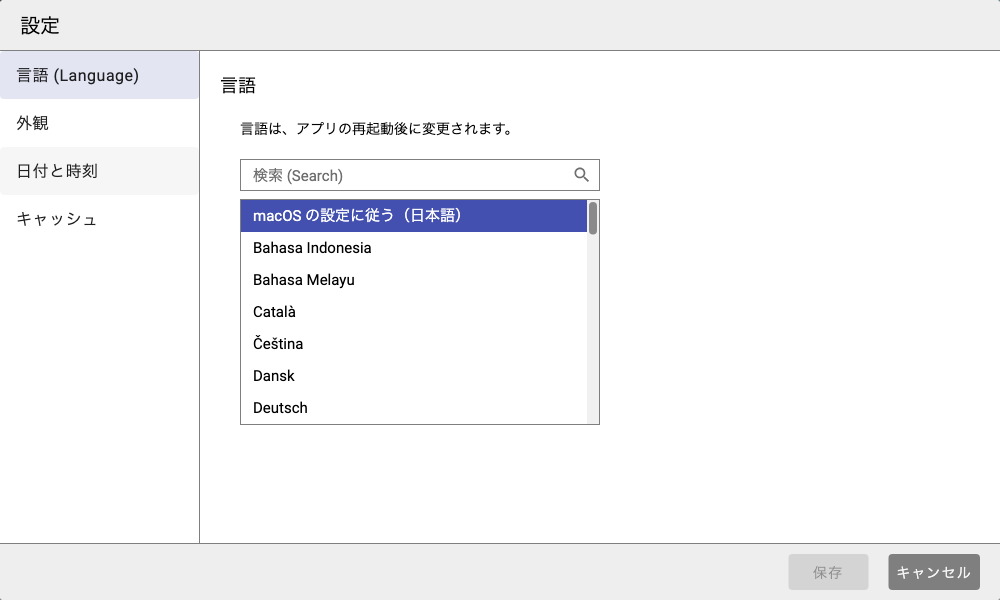 設定
言語 (Language)
外観
日付と時刻
キャッシュ
言語
言語は、アプリの再起動後に変更されます。
検索 (Search)
macOS の設定に従う（日本語）
Bahasa Indonesia
Bahasa Melayu
Català
Čeština
Dansk
Deutsch
保存
キャンセル